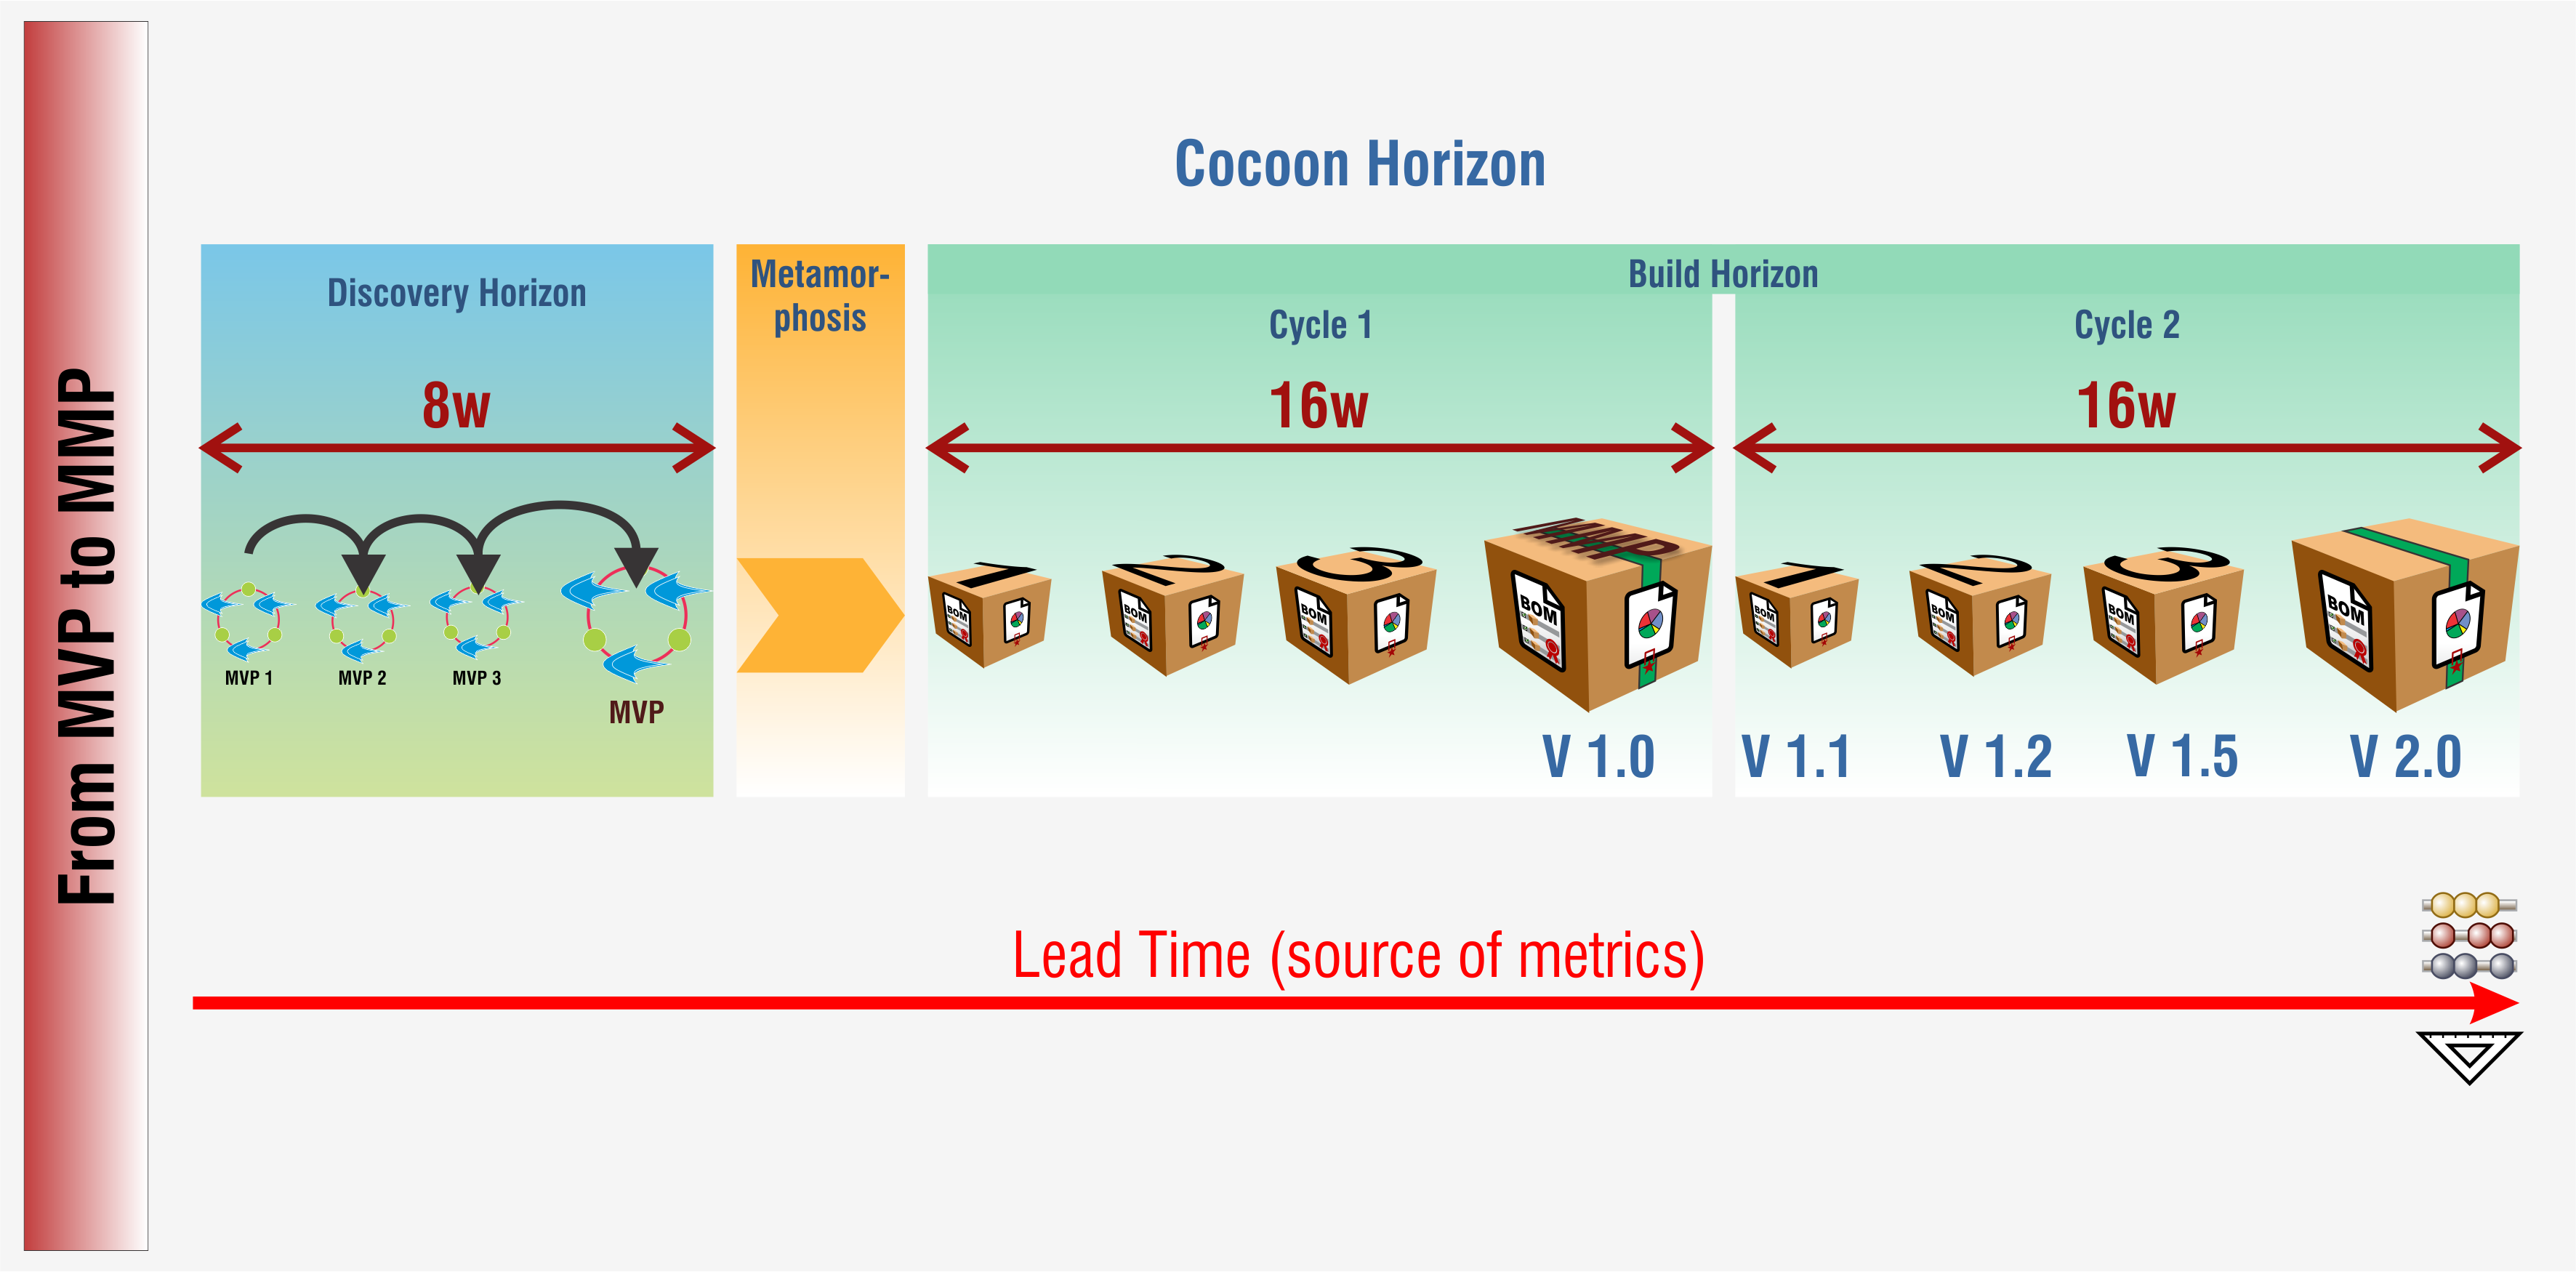 From MVP to MMP
Cocoon Horizon
Discovery Horizon
8w
MVP 1
MVP 2
MVP 3
MVP
Metamor-
phosis
Build Horizon
Cycle 1
16w
1
BOM
2
BOM
3
BOM
MMP
BOM
V 1.0
Cycle 2
16w
1
BOM
2
BOM
3
BOM
BOM
V 1.1
V 1.2
V 1.5
V 2.0
Lead Time (source of metrics)